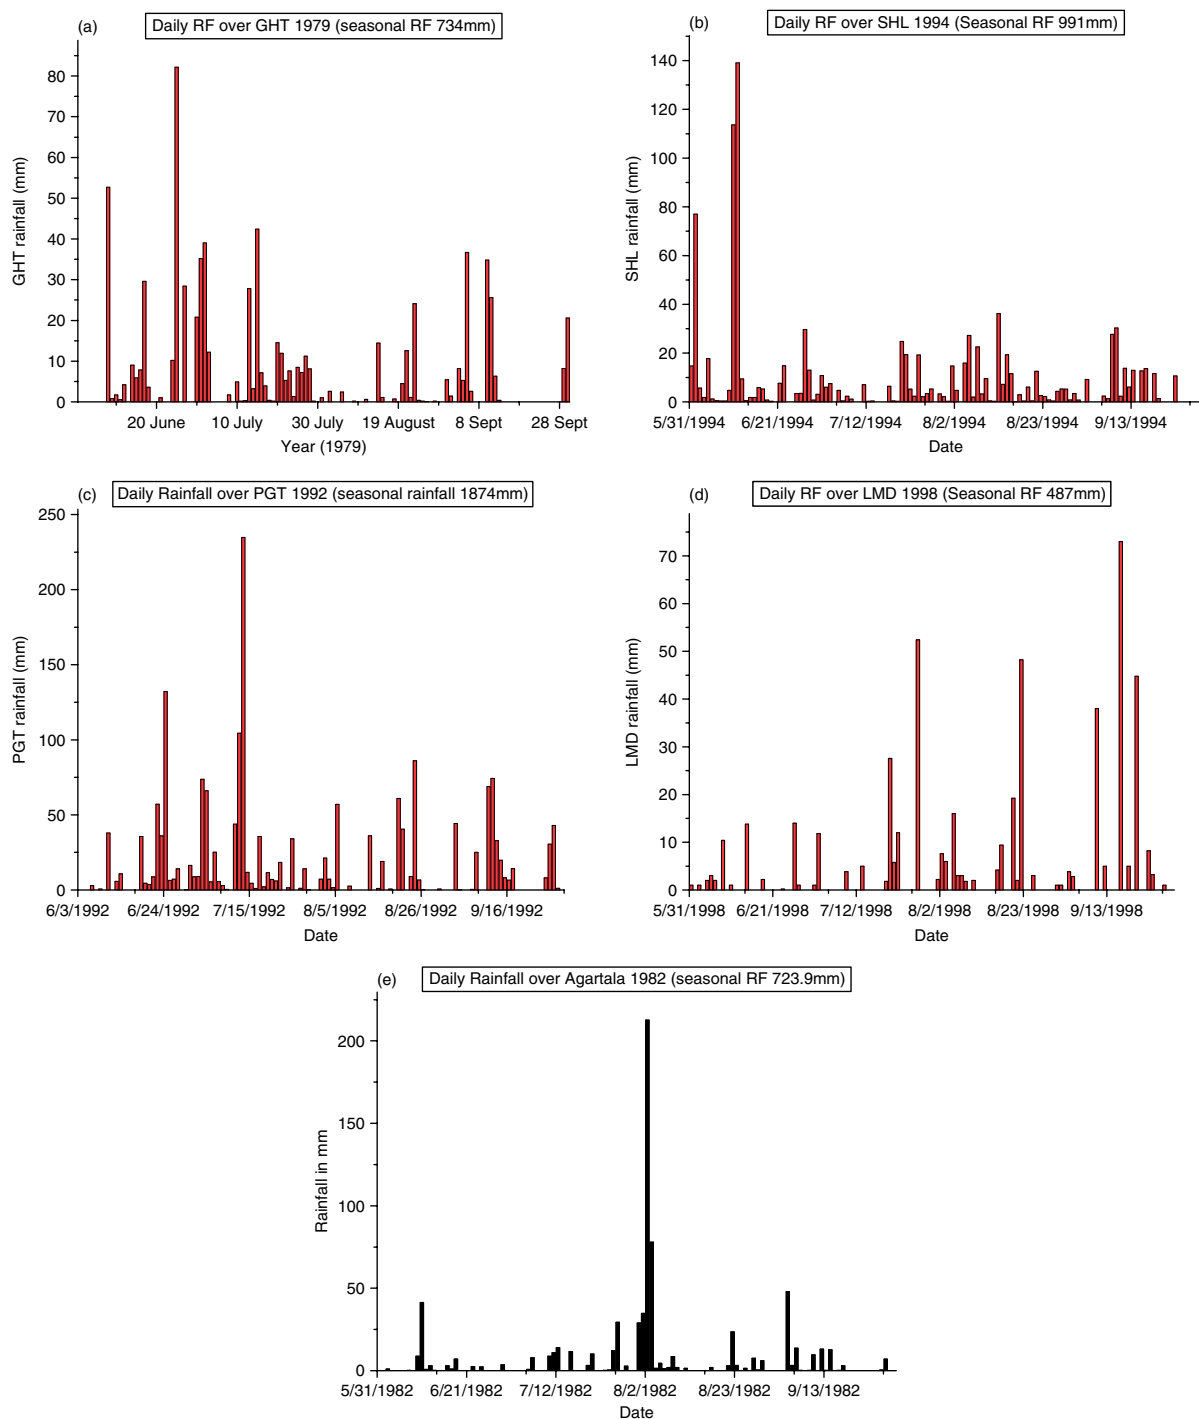 (a)
Daily RF over GHT 1979 (seasonal RF 734mm)
GHT rainfall (mm)
80
70
60
50
40
30
20
10
0
20 June 10 July 30 July 19 August 8 Sept 28 Sept
Year (1979)
(b)
Daily RF over SHL 1994 (Seasonal RF 991mm)
SHL rainfall (mm)
140
120
100
80
60
40
20
0
5/31/1994 6/21/1994 7/12/1994 8/2/1994 8/23/1994 9/13/1994
Date
(c)
Daily Rainfall over PGT 1992 (seasonal rainfall 1874mm)
PGT rainfall (mm)
250
200
150
100
50
0
6/3/1992 6/24/1992 7/15/1992 8/5/1992 8/26/1992 9/16/1992
Date
(d)
Daily RF over LMD 1998 (Seasonal RF 487mm)
LMD rainfall (mm)
70
60
50
40
30
20
10
0
5/31/1998 6/21/1998 7/12/1998 8/2/1998 8/23/1998 9/13/1998
Date
(e)
Daily Rainfall over Agartala 1982 (seasonal RF 723.9mm)
Rainfall in mm
200
150
100
50
0
5/31/1982 6/21/1982 7/12/1982 8/2/1982 8/23/1982 9/13/1982
Date